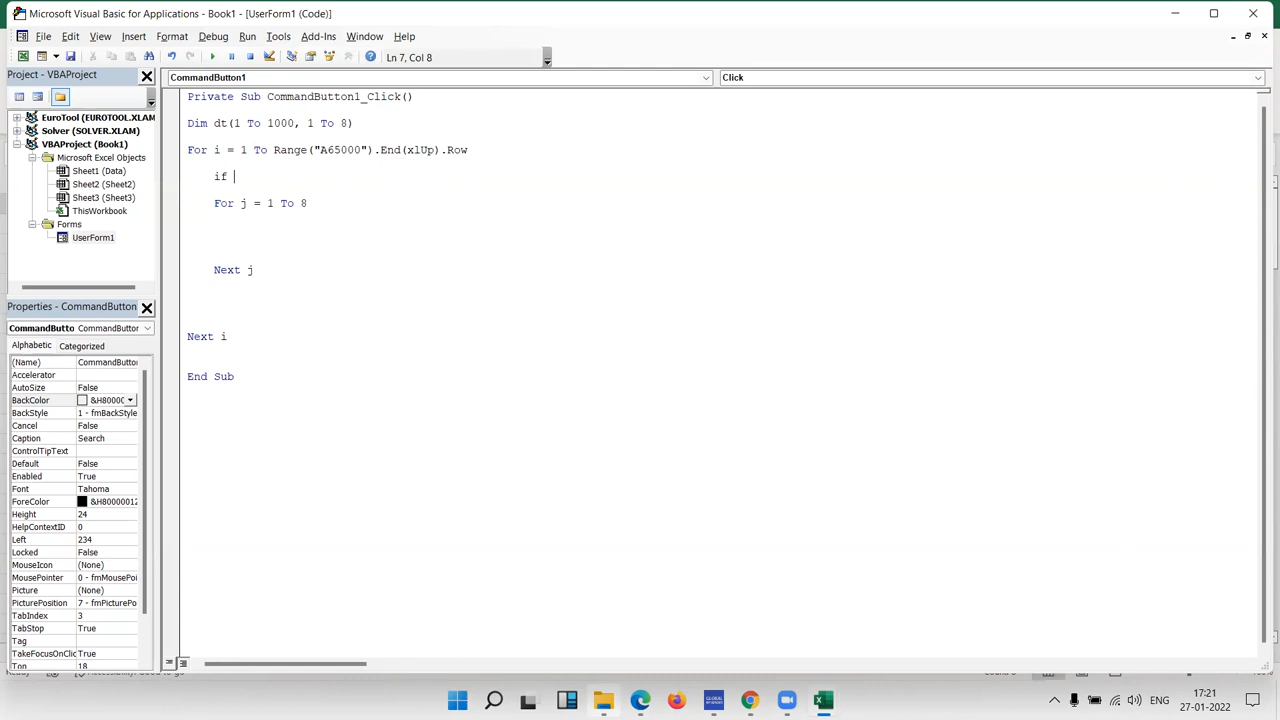 Microsoft Visual Basic for Applications - Book1 - [UserForm1 (Code)]
File Edit View Insert Format Debug Run Tools Add-Ins Window Help
Ln 7, Col 8
Project - VBAProject
CommandButton1
Click
EuroTool (EUROTOOL.XLAM
Solver (SOLVER.XLAM)
VBAProject (Book1)
Microsoft Excel Objects
Sheet1 (Data)
Sheet2 (Sheet2)
Sheet3 (Sheet3)
ThisWorkbook
Forms
UserForm1
Private Sub CommandButton1_Click()
Dim dt(1 To 1000, 1 To 8)
For i = 1 To Range("A65000").End(xlUp).Row
if
For j = 1 To 8
Next j
Next i
End Sub
Properties - CommandButton
CommandButto CommandButton
Alphabetic Categorized
(Name) CommandButton
Accelerator
AutoSize False
BackColor &H80000
BackStyle 1 - fmBackStyle
Cancel False
Caption Search
ControlTipText
Default False
Enabled True
Font Tahoma
ForeColor &H80000012
Height 24
HelpContextID 0
Left 234
Locked False
MouseIcon (None)
MousePointer 0 - fmMousePoi
Picture (None)
PicturePosition 7 - fmPicturePo
TabIndex 3
TabStop True
Tag
TakeFocusOnClic True
Top 18
ENG
17:21
27-01-2022